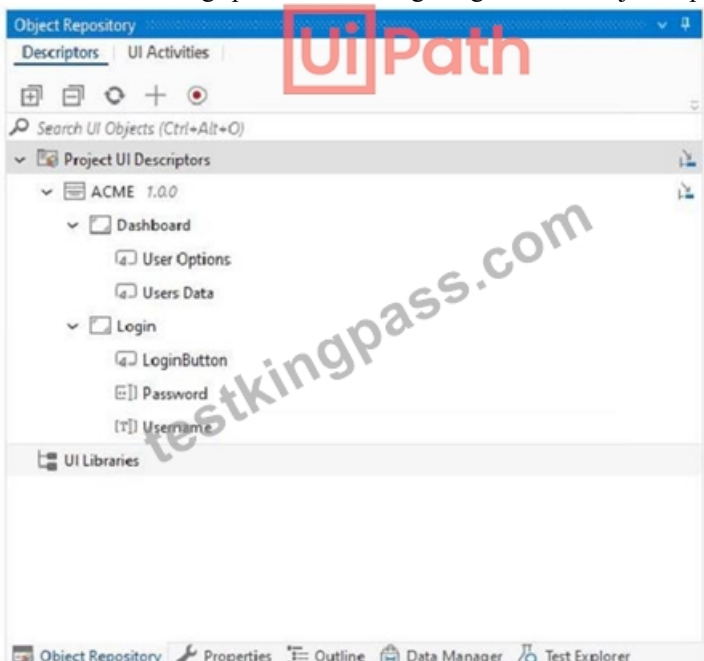 Object Repository
Descriptors UI Activities
UiPath
Search UI Objects (Ctrl+Alt+O)
Project UI Descriptors
ACME 1.0.0
Dashboard
User Options
Users Data
Login
LoginButton
Password
Username
UI Libraries
testkingpass.com
Object Repository Properties Outline Data Manager Test Explorer